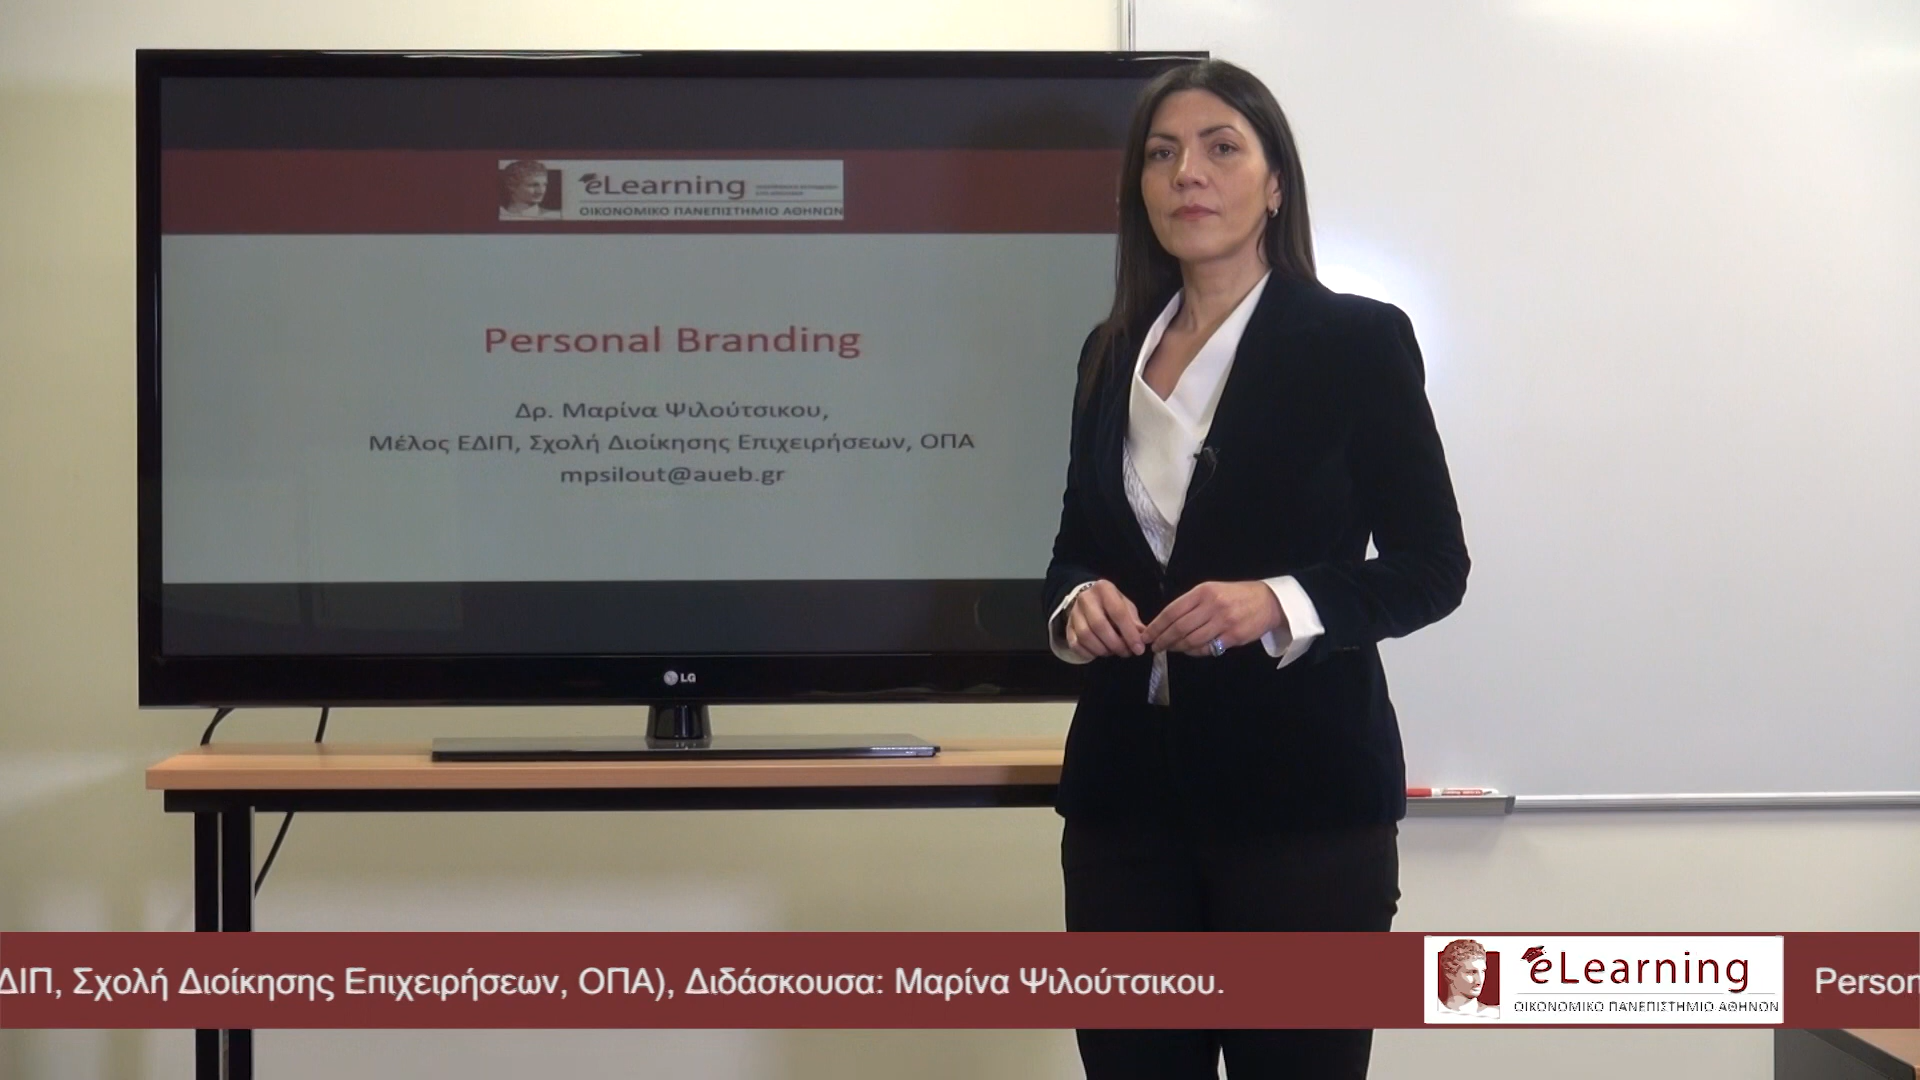 eLearning
ΟΙΚΟΝΟΜΙΚΟ ΠΑΝΕΠΙΣΤΗΜΙΟ ΑΘΗΝΩΝ
Personal Branding
Δρ. Μαρίνα Ψιλούτσικου,
Μέλος ΕΔΙΠ, Σχολή Διοίκησης Επιχειρήσεων, ΟΠΑ
mpsilout@aueb.gr
LG
ΔΙΠ, Σχολή Διοίκησης Επιχειρήσεων, ΟΠΑ), Διδάσκουσα: Μαρίνα Ψιλούτσικου.
eLearning
ΟΙΚΟΝΟΜΙΚΟ ΠΑΝΕΠΙΣΤΗΜΙΟ ΑΘΗΝΩΝ
Person